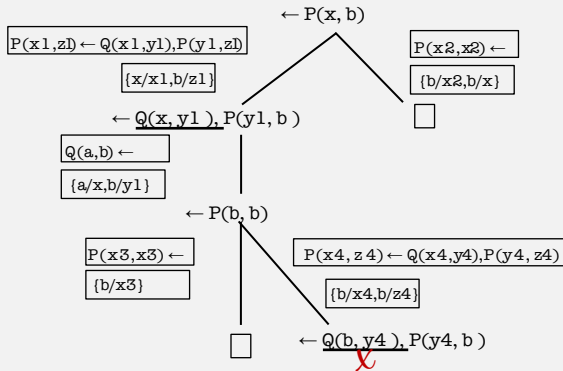 ← P(x, b)
P(x1,z1)← Q(x1,y1),P(y1,z1)
{x/x1,b/z1}
P(x2,x2)←
{b/x2,b/x}
← Q(x, y1), P(y1, b )
Q(a,b)←
{a/x,b/y1}
← P(b, b)
P(x3,x3)←
{b/x3}
P(x4, z4)←Q(x4,y4),P(y4, z4)
{b/x4,b/z4}
← Q(b, y4), P(y4, b )
x